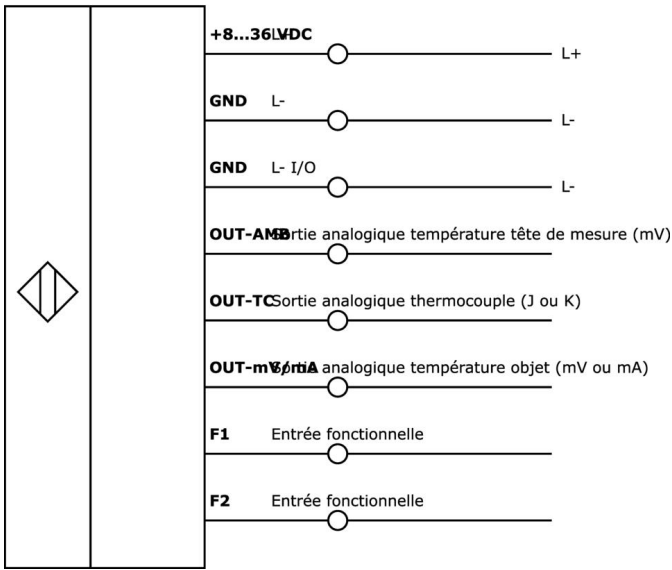 +8...36 VDC L+ L+
GND L- L-
GND L- I/O L-
OUT-AMB Sortie analogique température tête de mesure (mV)
OUT-TC Sortie analogique thermocouple (J ou K)
OUT-mV/mA Sortie analogique température objet (mV ou mA)
F1 Entrée fonctionnelle
F2 Entrée fonctionnelle